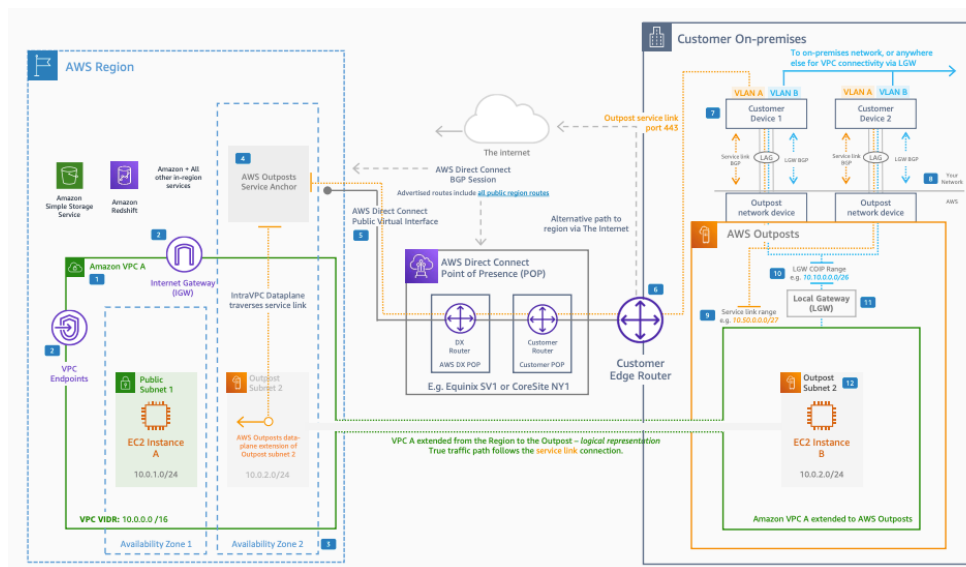 AWS Region
Customer On-premises
To on-premises network, or anywhere
else for VPC connectivity via LGW
VLAN A
VLAN B
VLAN A
VLAN B
7
Customer
Device 1
Customer
Device 2
Outpost service link
port 443
The internet
Service link
BGP
LAG
LGW BGP
Service link
BGP
LAG
LGW BGP
8
Your
Network
AWS
Outpost
network device
Outpost
network device
4
AWS Outposts
Service Anchor
AWS Direct Connect
BGP Session
Advertised routes include all public region routes
Amazon
Simple Storage
Service
Amazon
Redshift
Amazon + All
other in-region
services
AWS Direct Connect
Public Virtual Interface
5
Alternative path to
region via The Internet
AWS Outposts
2
Internet Gateway
(IGW)
Amazon VPC A
1
AWS Direct Connect
Point of Presence (POP)
10
LGW CDIP Range
e.g. 10.10.0.0.0/26
Local Gateway
(LGW)
11
9
Service link range
e.g. 10.50.0.0.0/27
6
IntraVPC Dataplane
traverses service link
2
VPC
Endpoints
DX
Router
AWS DX POP
Customer
Router
Customer POP
E.g. Equinix SV1 or CoreSite NY1
Customer
Edge Router
Public
Subnet 1
EC2 Instance
A
10.0.1.0/24
Outpost
Subnet 2
AWS Outposts data-
plane extension of
Outpost subnet 2
10.0.2.0/24
Outpost
Subnet 2
12
EC2 Instance
B
10.0.2.0/24
VPC A extended from the Region to the Outpost – logical representation
True traffic path follows the service link connection.
VPC VIDR: 10.0.0.0 /16
Amazon VPC A extended to AWS Outposts
Availability Zone 1
Availability Zone 2
3